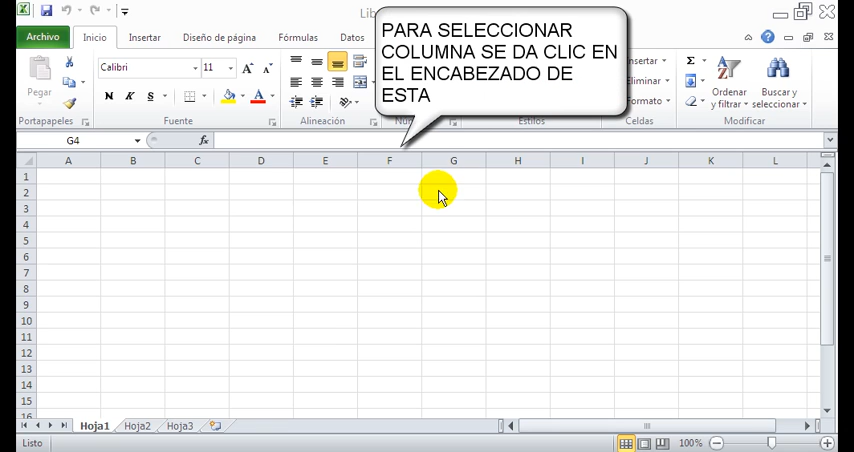 Lib
PARA SELECCIONAR
COLUMNA SE DA CLIC EN
EL ENCABEZADO DE
ESTA
Archivo Inicio Insertar Diseño de página Fórmulas Datos
Pegar
Calibri 11
N K S
A A
A
Insertar
Eliminar
Formato
Σ
Ordenar
y filtrar
Buscar y
seleccionar
Portapapeles Fuente Alineación Estilos Celdas Modificar
G4 fx
A B C D E F G H I J K L
1
2
3
4
5
6
7
8
9
10
11
12
13
14
15
16
Hoja1 Hoja2 Hoja3
Listo 100%